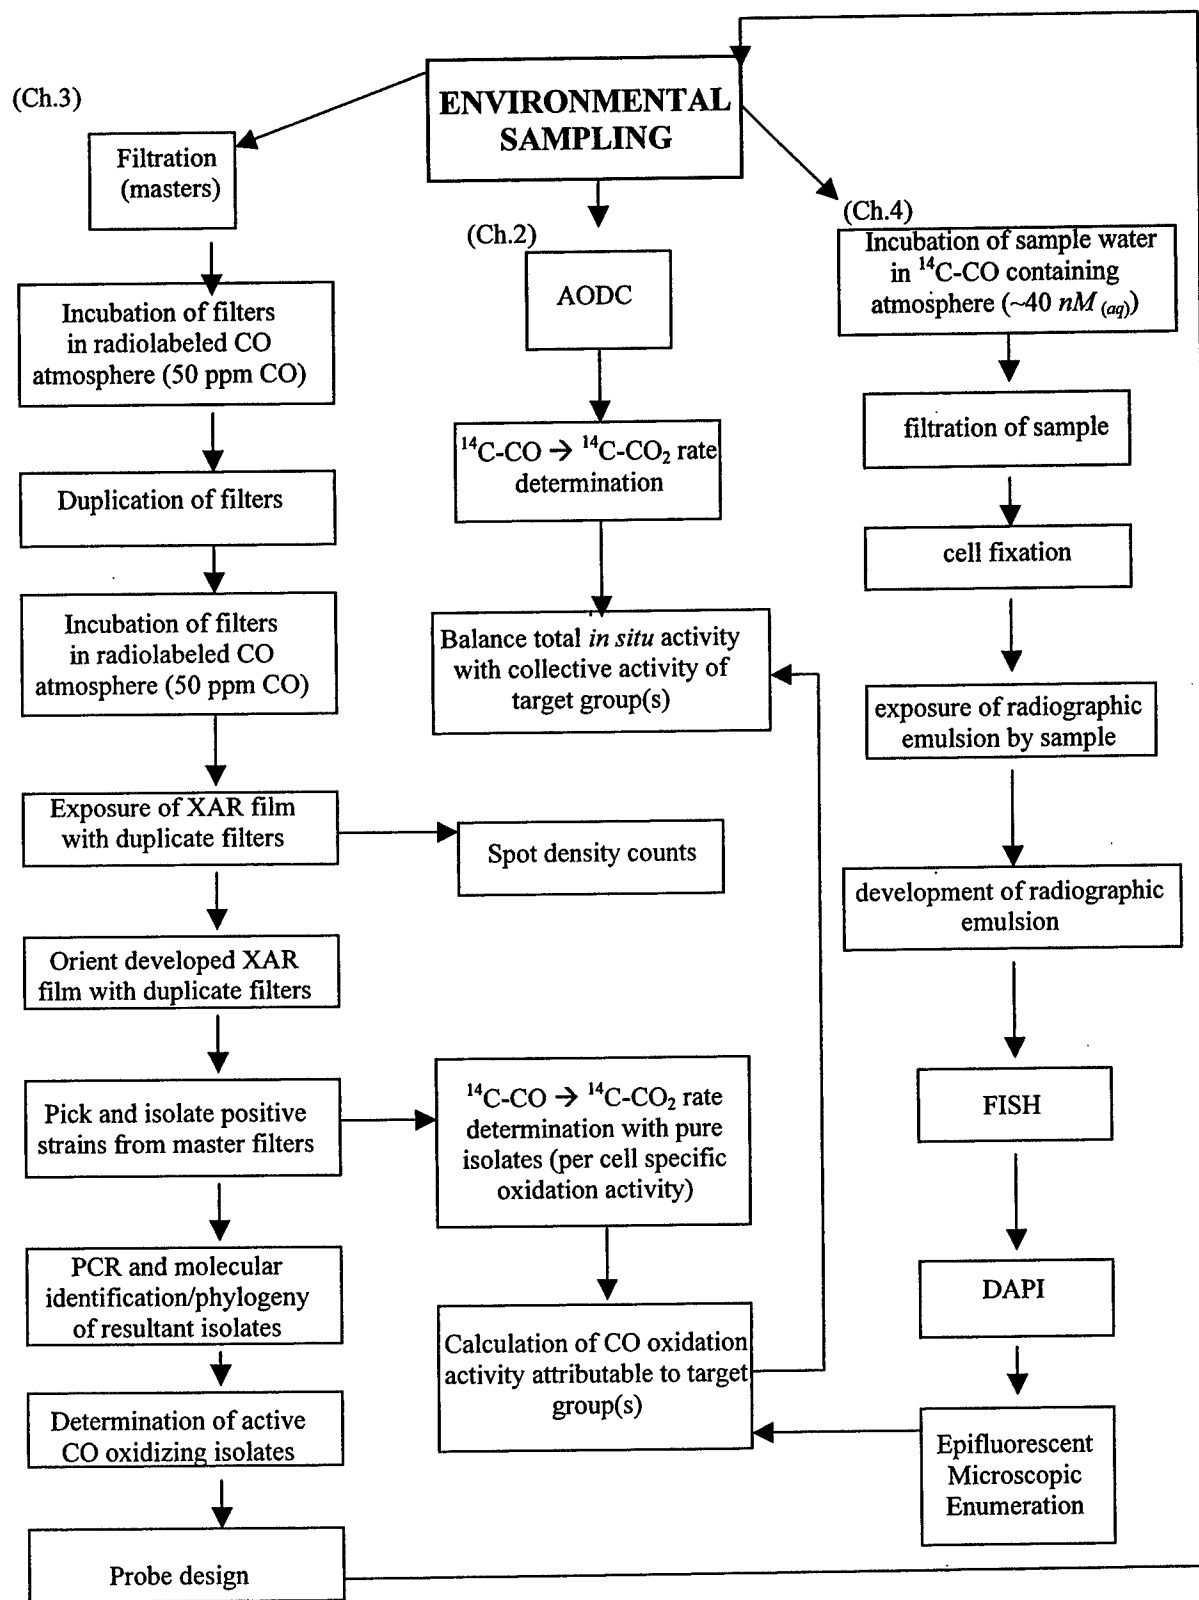 (Ch.3)
ENVIRONMENTAL
SAMPLING
Filtration
(masters)
Incubation of filters
in radiolabeled CO
atmosphere (50 ppm CO)
Duplication of filters
Incubation of filters
in radiolabeled CO
atmosphere (50 ppm CO)
Exposure of XAR film
with duplicate filters
Spot density counts
Orient developed XAR
film with duplicate filters
Pick and isolate positive
strains from master filters
PCR and molecular
identification/phylogeny
of resultant isolates
Determination of active
CO oxidizing isolates
Probe design
(Ch.2)
AODC
¹⁴C-CO → ¹⁴C-CO₂ rate
determination
Balance total in situ activity
with collective activity of
target group(s)
¹⁴C-CO → ¹⁴C-CO₂ rate
determination with pure
isolates (per cell specific
oxidation activity)
Calculation of CO oxidation
activity attributable to target
group(s)
(Ch.4)
Incubation of sample water
in ¹⁴C-CO containing
atmosphere (~40 nM (aq))
filtration of sample
cell fixation
exposure of radiographic
emulsion by sample
development of radiographic
emulsion
FISH
DAPI
Epifluorescent
Microscopic
Enumeration